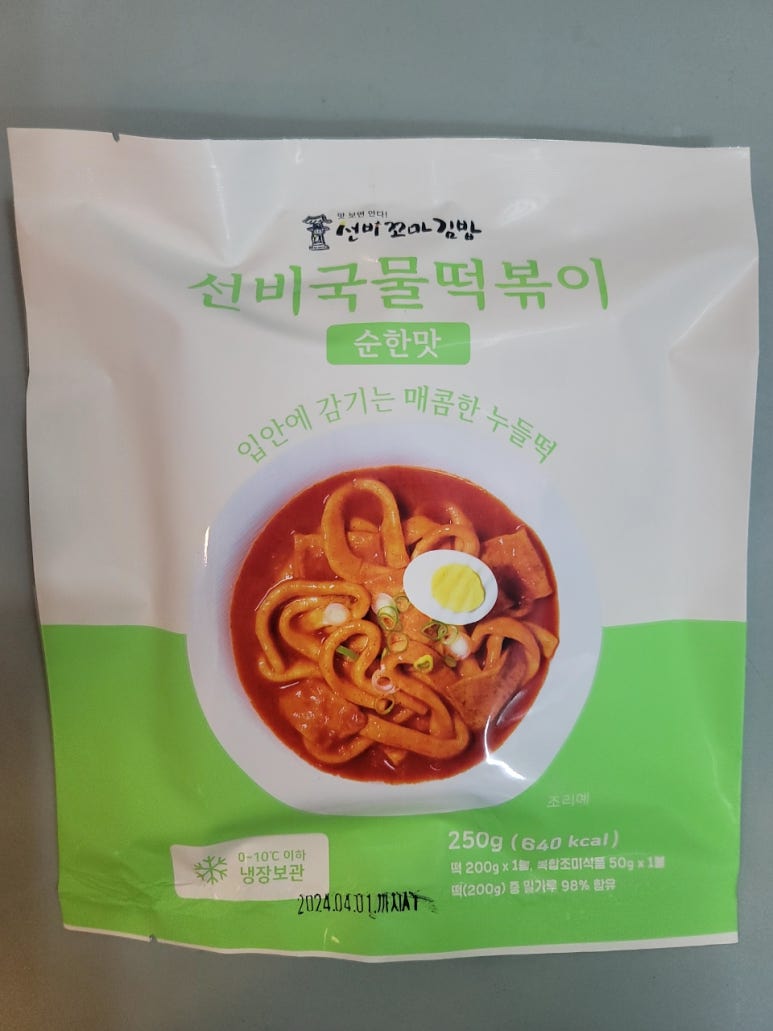 맛 보면 안다!
선비꼬마김밥
선비국물떡볶이
순한맛
입안에 감기는 매콤한 누들떡
조리예
250g (640 kcal)
떡 200g x 1봉, 복합조미식품 50g x 1봉
떡(200g) 중 밀가루 98% 함유
0~10℃ 이하
냉장보관
2024.04.01.까지